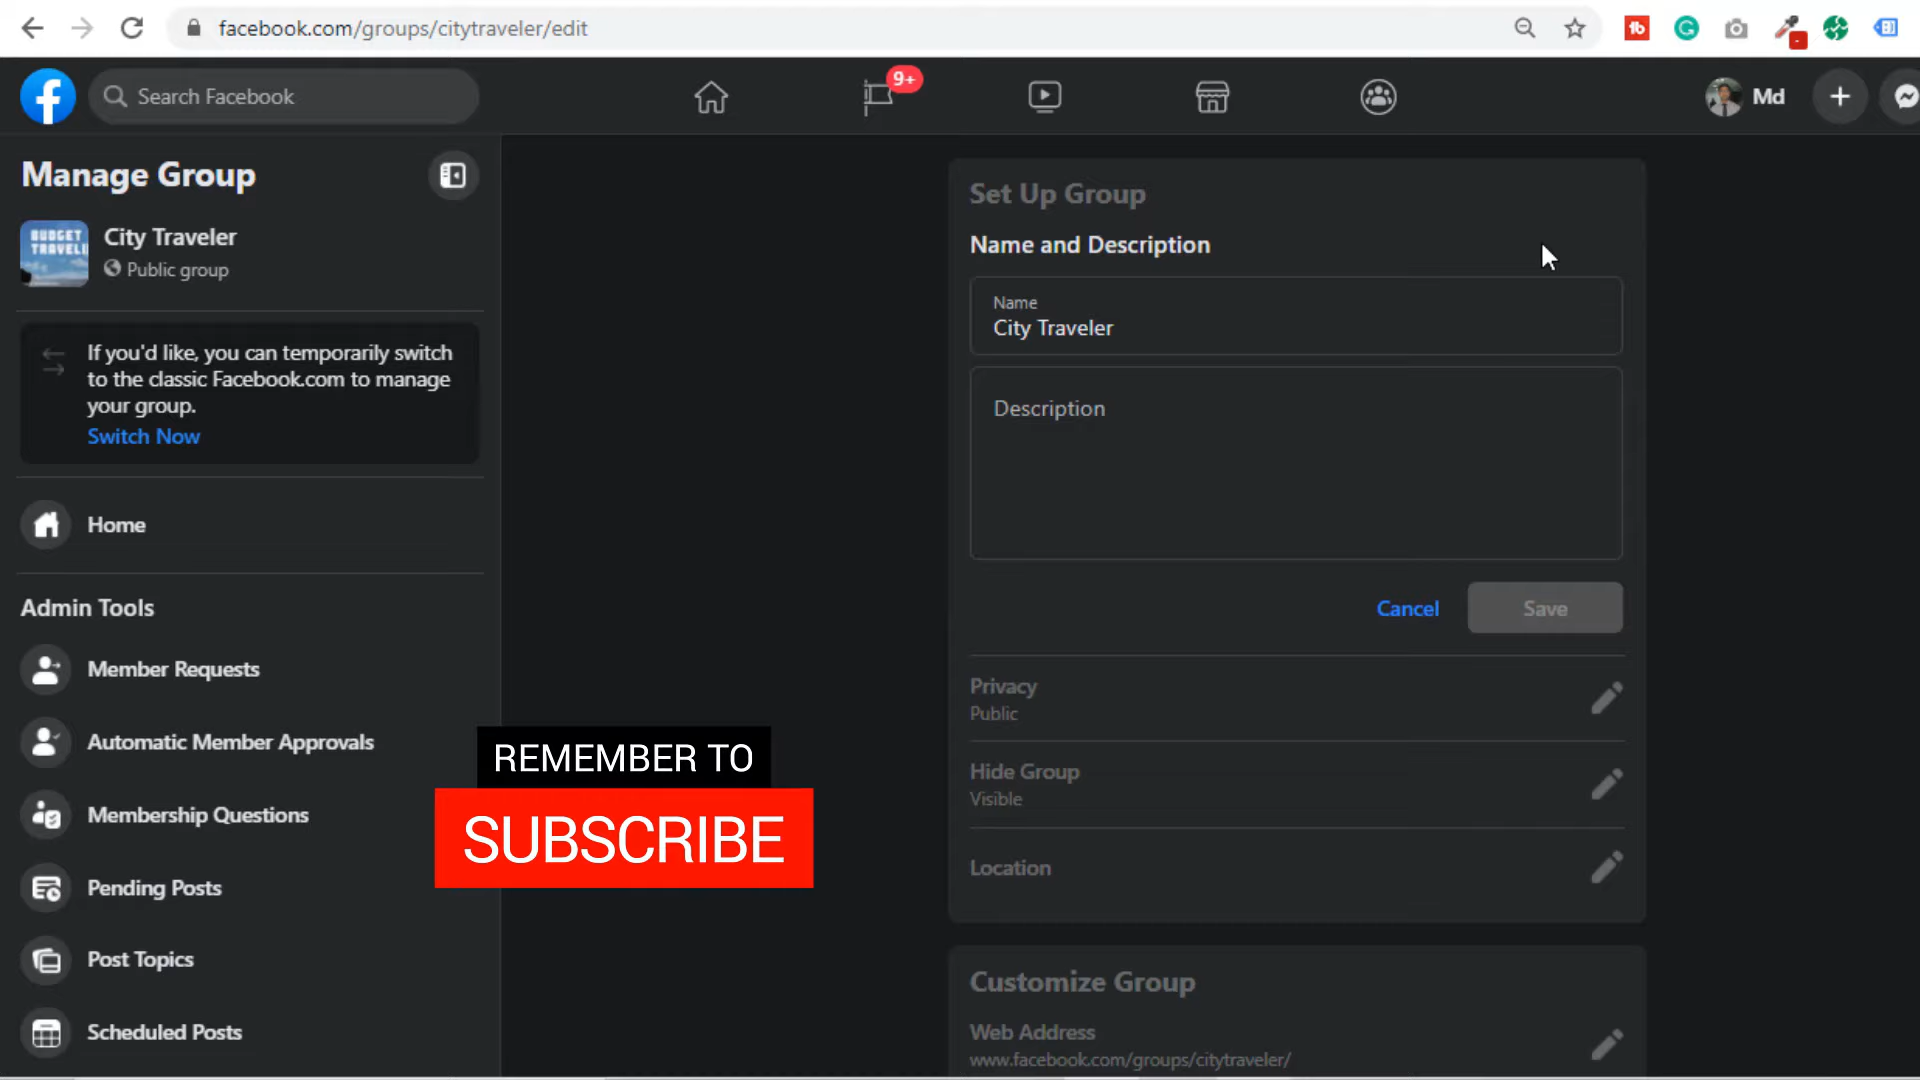 facebook.com/groups/citytraveler/edit
Search Facebook
9+
Md
Manage Group
BUDGET
TRAVELI
City Traveler
Public group
If you'd like, you can temporarily switch
to the classic Facebook.com to manage
your group.
Switch Now
Home
Admin Tools
Member Requests
Automatic Member Approvals
Membership Questions
Pending Posts
Post Topics
Scheduled Posts
REMEMBER TO
SUBSCRIBE
Set Up Group
Name and Description
Name
City Traveler
Description
Cancel
Save
Privacy
Public
Hide Group
Visible
Location
Customize Group
Web Address
www.facebook.com/groups/citytraveler/